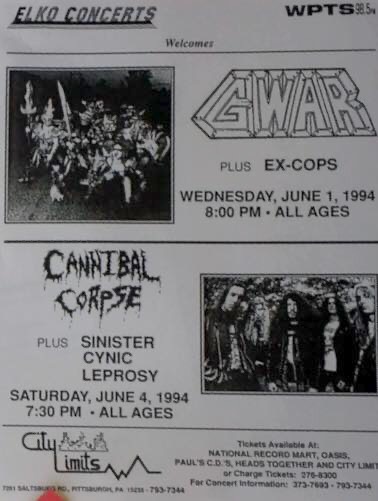 ELKO CONCERTS
WPTS 98.5 FM
Welcomes
GWAR
PLUS EX-COPS
WEDNESDAY, JUNE 1, 1994
8:00 PM • ALL AGES
CANNIBAL
CORPSE
PLUS SINISTER
CYNIC
LEPROSY
SATURDAY, JUNE 4, 1994
7:30 PM • ALL AGES
City
Limits
7281 SALTSBURG RD., PITTSBURGH, PA 15235 - 793-7344
Tickets Available At:
NATIONAL RECORD MART, OASIS,
PAUL'S C.D.'S, HEADS TOGETHER AND CITY LIMIT
or Charge Tickets: 276-8300
For Concert Information: 373-7693 • 793-7344